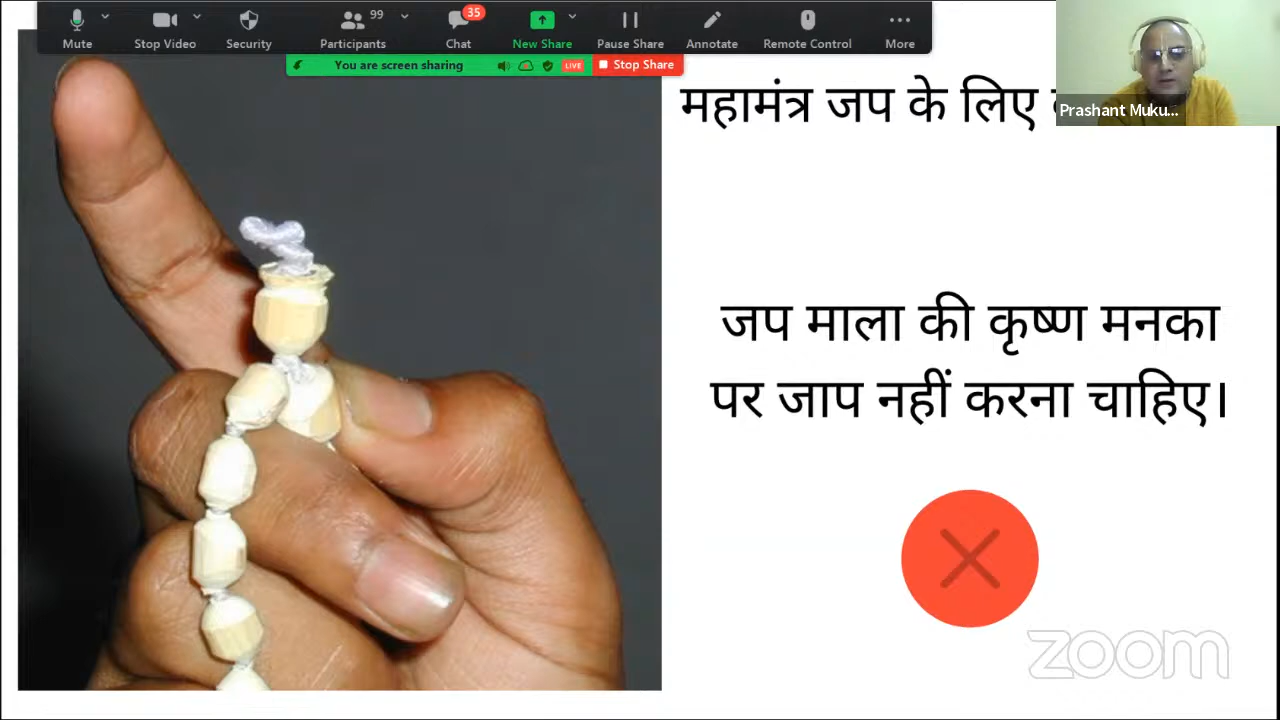 99
35
Mute
Stop Video
Security
Participants
Chat
New Share
Pause Share
Annotate
Remote Control
More
You are screen sharing
LIVE
Stop Share
Prashant Muku...
महामंत्र जप के लिए
जप माला की कृष्ण मनका
पर जाप नहीं करना चाहिए।
zoom